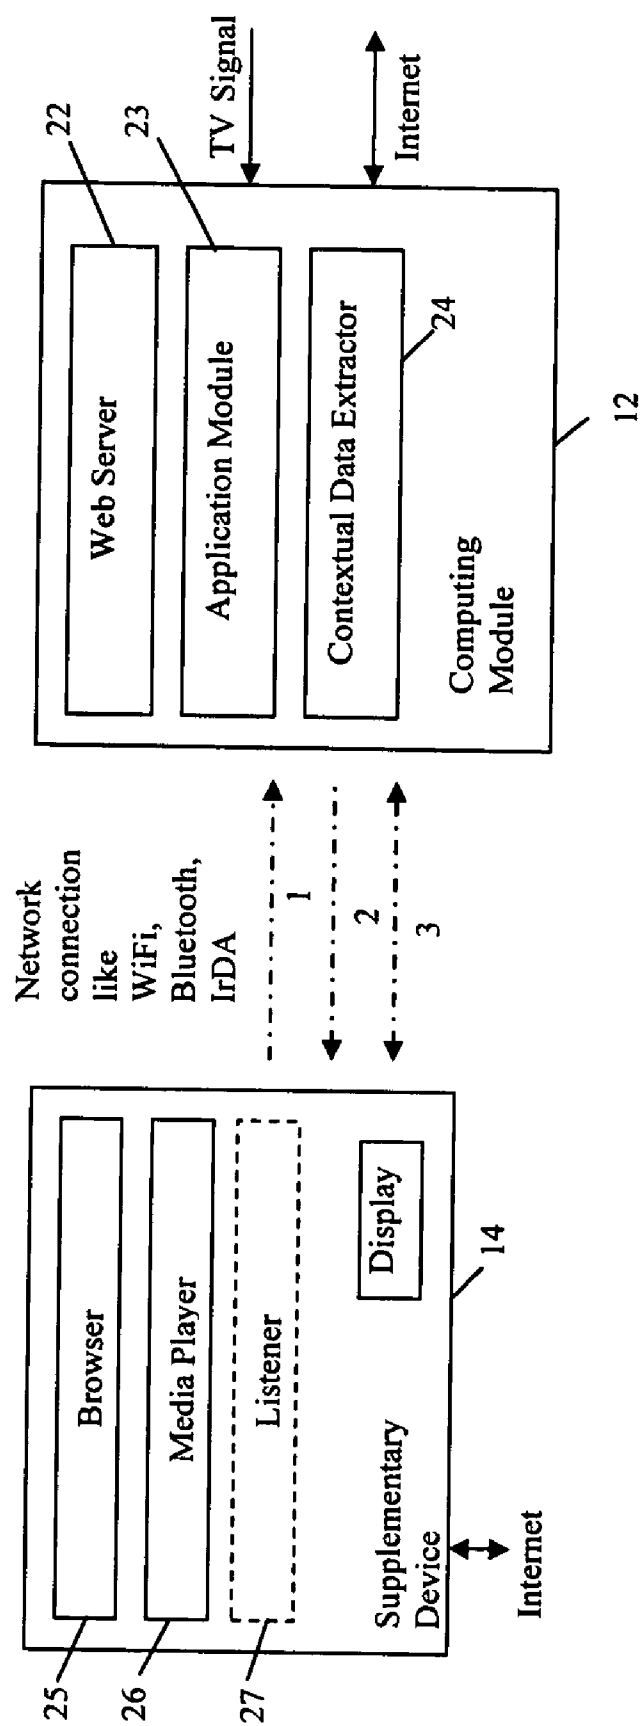 25
Browser
26
Media Player
27
Listener
Display
Supplementary
Device
14
Internet
Network
connection
like
WiFi,
Bluetooth,
IrDA
1
2
3
22
Web Server
23
Application Module
Contextual Data Extractor
24
Computing
Module
12
TV Signal
Internet